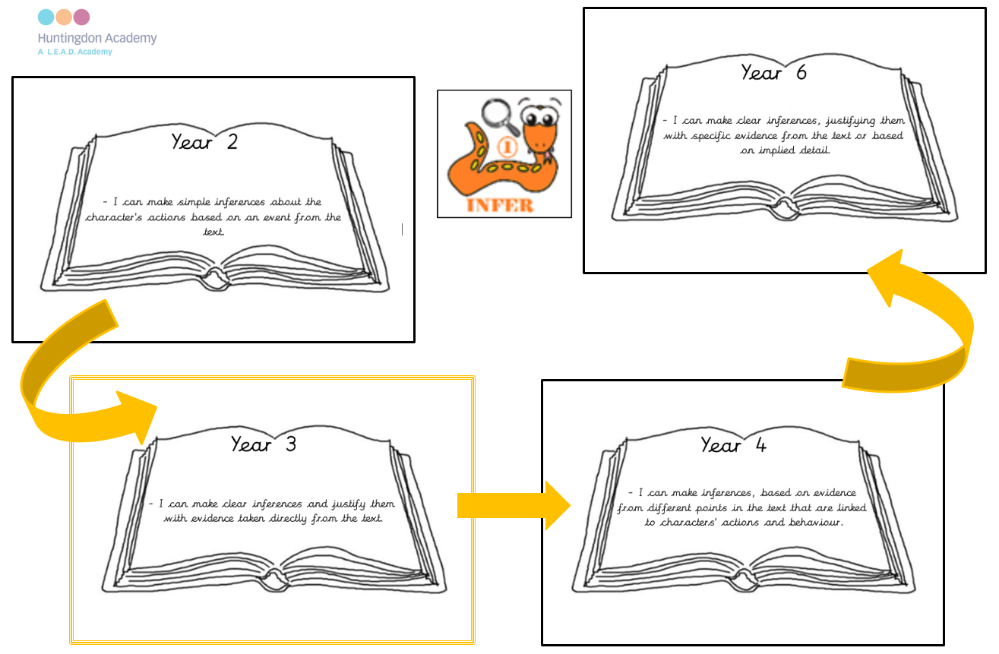 Huntingdon Academy
A L.E.A.D. Academy
Year 2
- I can make simple inferences about the
character's actions based on an event from the
text.
I
INFER
Year 6
- I can make clear inferences, justifying them
with specific evidence from the text or based
on implied detail.
Year 3
- I can make clear inferences and justify them
with evidence taken directly from the text.
Year 4
- I can make inferences, based on evidence
from different points in the text that are linked
to characters' actions and behaviour.